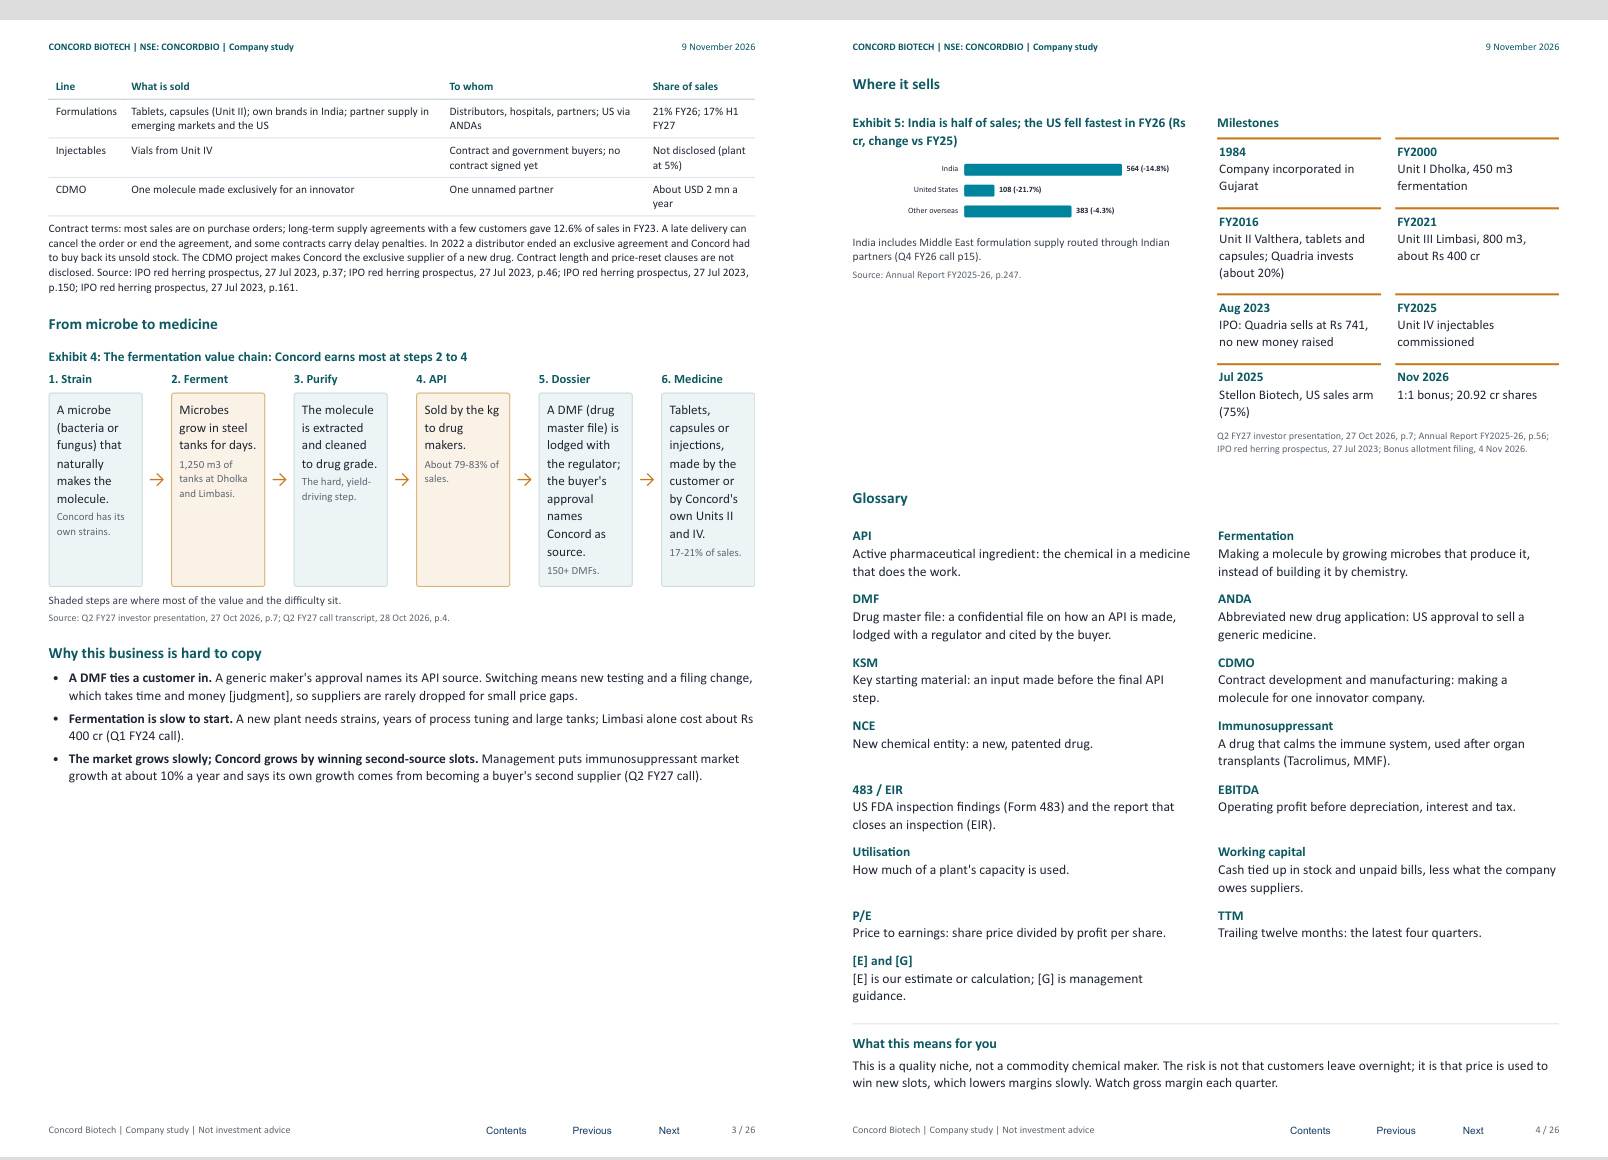 CONCORD BIOTECH | NSE: CONCORDBIO | Company study
9 November 2026
Line What is sold To whom Share of sales
Formulations Tablets, capsules (Unit II); own brands in India; partner supply in Distributors, hospitals, partners; US via 21% FY26; 17% H1
emerging markets and the US ANDAs FY27
Injectables Vials from Unit IV Contract and government buyers; no Not disclosed (plant
contract signed yet at 5%)
CDMO One molecule made exclusively for an innovator One unnamed partner About USD 2 mn a
year
Contract terms: most sales are on purchase orders; long-term supply agreements with a few customers gave 12.6% of sales in FY23. A late delivery can
cancel the order or end the agreement, and some contracts carry delay penalties. In 2022 a distributor ended an exclusive agreement and Concord had
to buy back its unsold stock. The CDMO project makes Concord the exclusive supplier of a new drug. Contract length and price-reset clauses are not
disclosed. Source: IPO red herring prospectus, 27 Jul 2023, p.37; IPO red herring prospectus, 27 Jul 2023, p.46; IPO red herring prospectus, 27 Jul 2023,
p.150; IPO red herring prospectus, 27 Jul 2023, p.161.
From microbe to medicine
Exhibit 4: The fermentation value chain: Concord earns most at steps 2 to 4
1. Strain
A microbe
(bacteria or
fungus) that
naturally
makes the
molecule.
Concord has its
own strains.
2. Ferment
Microbes
grow in steel
tanks for days.
1,250 m3 of
tanks at Dholka
and Limbasi.
3. Purify
The molecule
is extracted
and cleaned
to drug grade.
The hard, yield-
driving step.
4. API
Sold by the kg
to drug
makers.
About 79-83% of
sales.
5. Dossier
A DMF (drug
master file) is
lodged with
the regulator;
the buyer's
approval
names
Concord as
source.
150+ DMFs.
6. Medicine
Tablets,
capsules or
injections,
made by the
customer or
by Concord's
own Units II
and IV.
17-21% of sales.
Shaded steps are where most of the value and the difficulty sit.
Source: Q2 FY27 investor presentation, 27 Oct 2026, p.7; Q2 FY27 call transcript, 28 Oct 2026, p.4.
Why this business is hard to copy
• A DMF ties a customer in. A generic maker's approval names its API source. Switching means new testing and a filing change,
which takes time and money [judgment], so suppliers are rarely dropped for small price gaps.
• Fermentation is slow to start. A new plant needs strains, years of process tuning and large tanks; Limbasi alone cost about Rs
400 cr (Q1 FY24 call).
• The market grows slowly; Concord grows by winning second-source slots. Management puts immunosuppressant market
growth at about 10% a year and says its own growth comes from becoming a buyer's second supplier (Q2 FY27 call).
Concord Biotech | Company study | Not investment advice
Contents Previous Next 3 / 26
CONCORD BIOTECH | NSE: CONCORDBIO | Company study
9 November 2026
Where it sells
Exhibit 5: India is half of sales; the US fell fastest in FY26 (Rs
cr, change vs FY25)
India 564 (-14.8%)
United States 108 (-21.7%)
Other overseas 383 (-4.3%)
India includes Middle East formulation supply routed through Indian
partners (Q4 FY26 call p15).
Source: Annual Report FY2025-26, p.247.
Milestones
1984
Company incorporated in
Gujarat
FY2000
Unit I Dholka, 450 m3
fermentation
FY2016
Unit II Valthera, tablets and
capsules; Quadria invests
(about 20%)
FY2021
Unit III Limbasi, 800 m3,
about Rs 400 cr
Aug 2023
IPO: Quadria sells at Rs 741,
no new money raised
FY2025
Unit IV injectables
commissioned
Jul 2025
Stellon Biotech, US sales arm
(75%)
Nov 2026
1:1 bonus; 20.92 cr shares
Q2 FY27 investor presentation, 27 Oct 2026, p.7; Annual Report FY2025-26, p.56;
IPO red herring prospectus, 27 Jul 2023; Bonus allotment filing, 4 Nov 2026.
Glossary
API
Active pharmaceutical ingredient: the chemical in a medicine
that does the work.
Fermentation
Making a molecule by growing microbes that produce it,
instead of building it by chemistry.
DMF
Drug master file: a confidential file on how an API is made,
lodged with a regulator and cited by the buyer.
ANDA
Abbreviated new drug application: US approval to sell a
generic medicine.
KSM
Key starting material: an input made before the final API
step.
CDMO
Contract development and manufacturing: making a
molecule for one innovator company.
NCE
New chemical entity: a new, patented drug.
Immunosuppressant
A drug that calms the immune system, used after organ
transplants (Tacrolimus, MMF).
483 / EIR
US FDA inspection findings (Form 483) and the report that
closes an inspection (EIR).
EBITDA
Operating profit before depreciation, interest and tax.
Utilisation
How much of a plant's capacity is used.
Working capital
Cash tied up in stock and unpaid bills, less what the company
owes suppliers.
P/E
Price to earnings: share price divided by profit per share.
TTM
Trailing twelve months: the latest four quarters.
[E] and [G]
[E] is our estimate or calculation; [G] is management
guidance.
What this means for you
This is a quality niche, not a commodity chemical maker. The risk is not that customers leave overnight; it is that price is used to
win new slots, which lowers margins slowly. Watch gross margin each quarter.
Concord Biotech | Company study | Not investment advice
Contents Previous Next 4 / 26